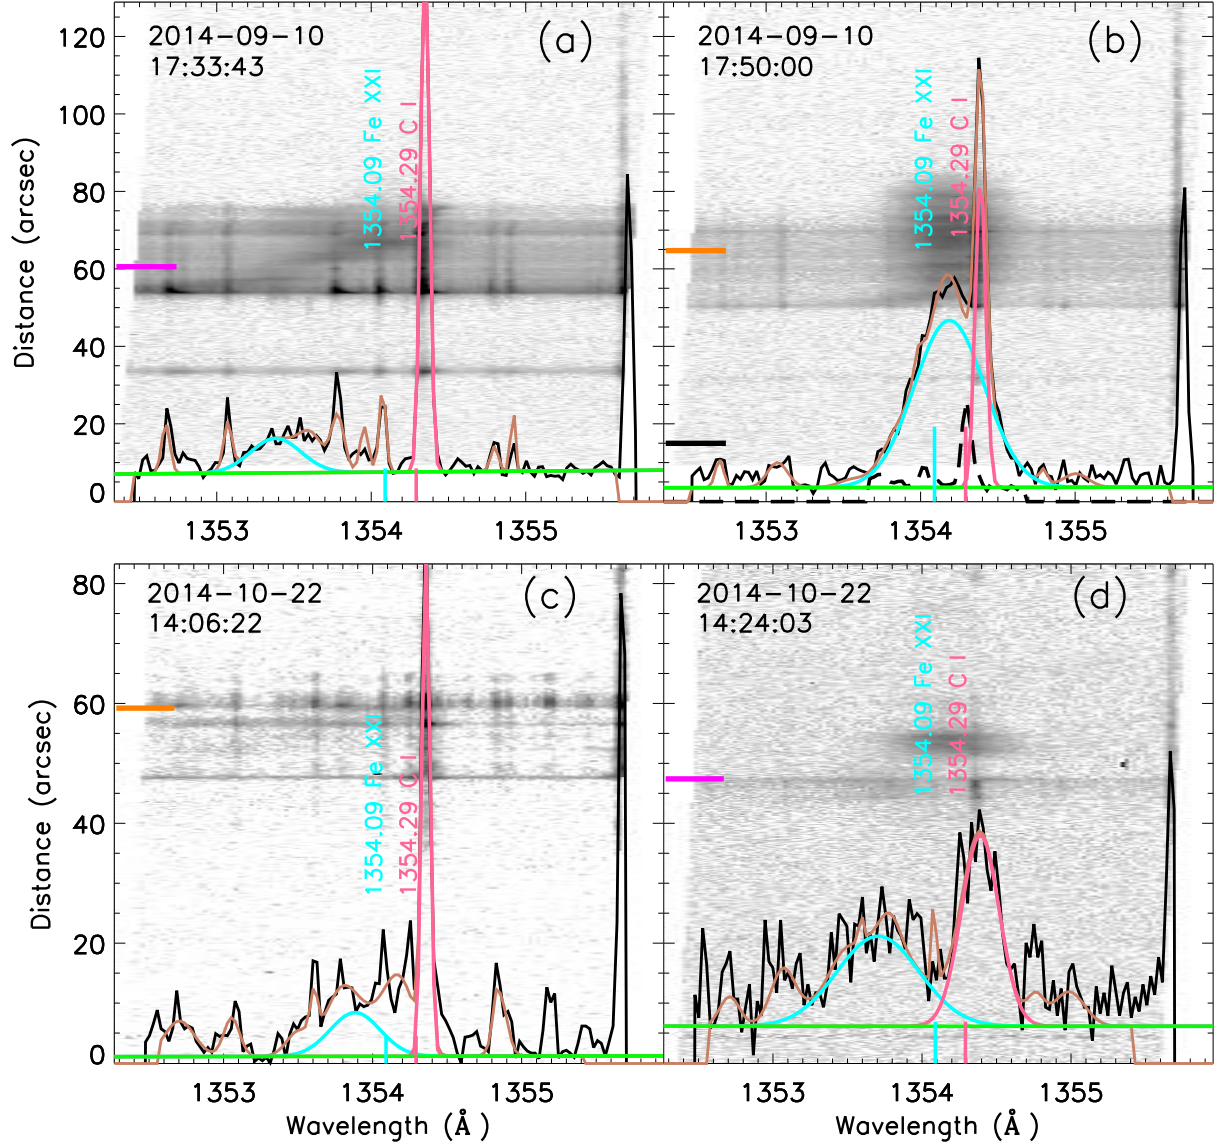 2014-09-10
17:33:43
(a)
1354.09 Fe XXI
1354.29 C I
Distance (arcsec)
120
100
80
60
40
20
0
1353
1354
1355
2014-09-10
17:50:00
(b)
1354.09 Fe XXI
1354.29 C I
1353
1354
1355
2014-10-22
14:06:22
(c)
1354.09 Fe XXI
1354.29 C I
Distance (arcsec)
80
60
40
20
0
1353
1354
1355
Wavelength (Å )
2014-10-22
14:24:03
(d)
1354.09 Fe XXI
1354.29 C I
1353
1354
1355
Wavelength (Å )